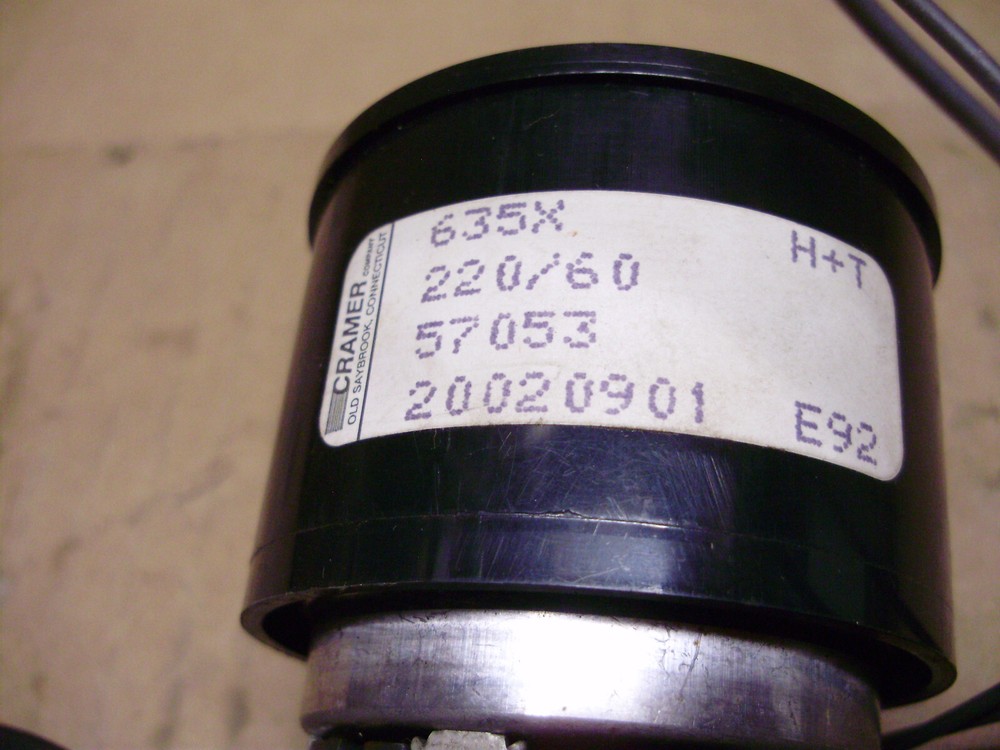 CRAMER COMPANY
OLD SAYBROOK, CONNECTICUT
635X
H+T
220/60
57053
20020901
E92